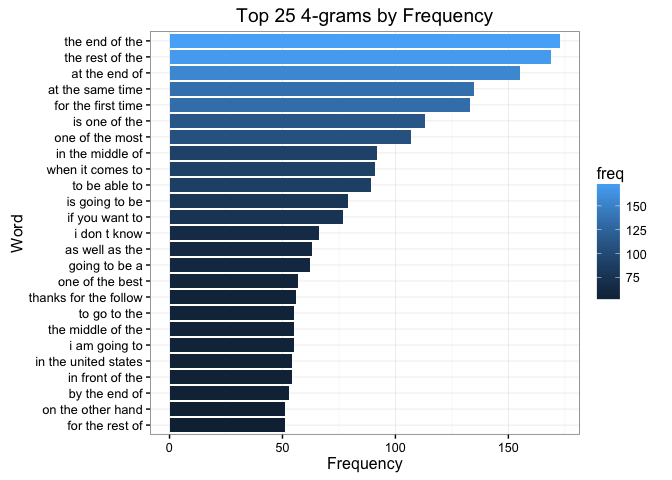 Top 25 4-grams by Frequency
the end of the
the rest of the
at the end of
at the same time
for the first time
is one of the
one of the most
in the middle of
when it comes to
to be able to
is going to be
if you want to
i don t know
as well as the
going to be a
one of the best
thanks for the follow
to go to the
the middle of the
i am going to
in the united states
in front of the
by the end of
on the other hand
for the rest of
Word
0 50 100 150
Frequency
freq
150
125
100
75